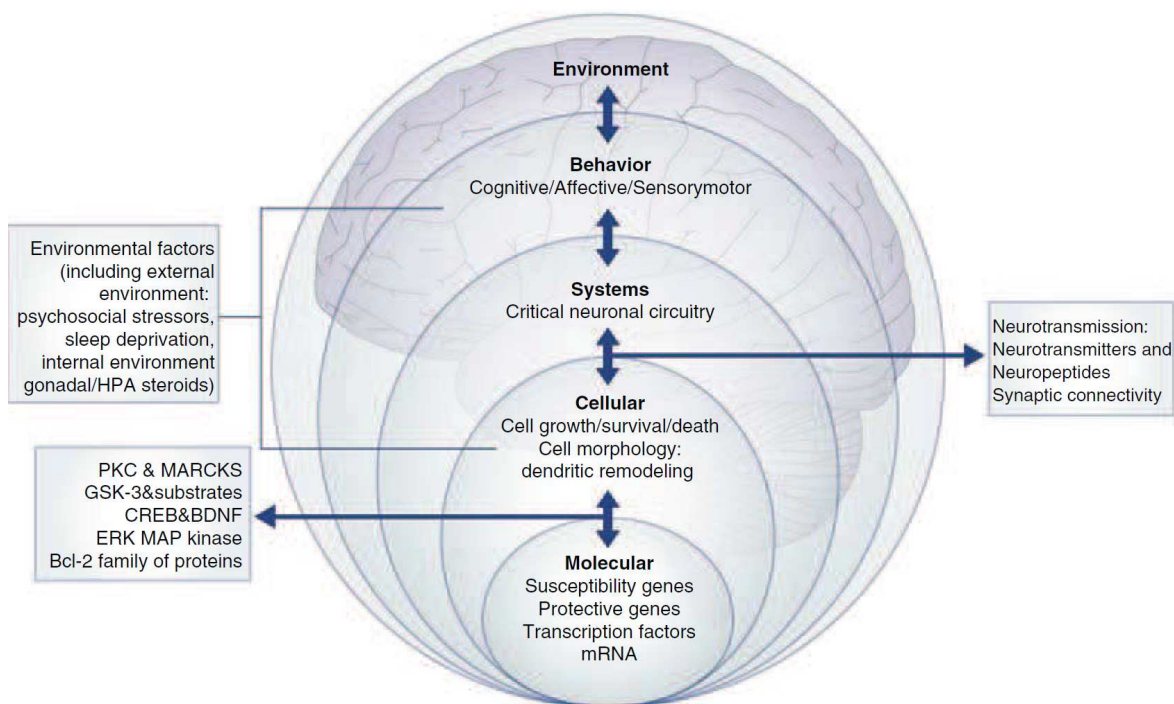 Environment
Behavior
Cognitive/Affective/Sensorymotor
Environmental factors
(including external
environment:
psychosocial stressors,
sleep deprivation,
internal environment
gonadal/HPA steroids)
Systems
Critical neuronal circuitry
Neurotransmission:
Neurotransmitters and
Neuropeptides
Synaptic connectivity
Cellular
Cell growth/survival/death
Cell morphology:
dendritic remodeling
PKC & MARCKS
GSK-3&substrates
CREB&BDNF
ERK MAP kinase
Bcl-2 family of proteins
Molecular
Susceptibility genes
Protective genes
Transcription factors
mRNA